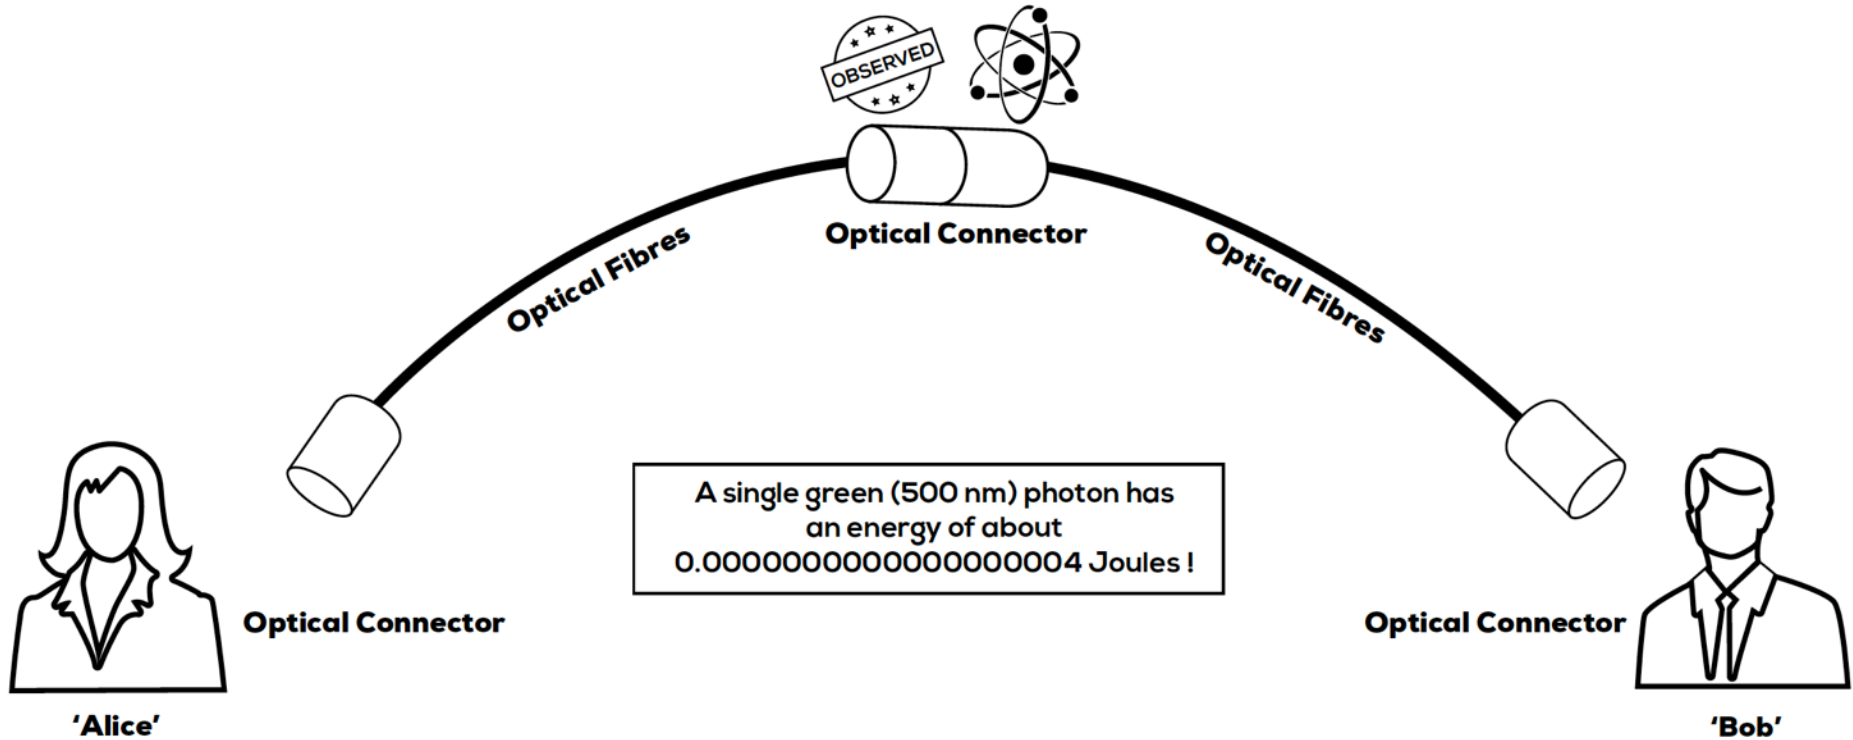 OBSERVED
Optical Connector
Optical Fibres
Optical Fibres
A single green (500 nm) photon has
an energy of about
0.0000000000000000004 Joules !
Optical Connector
Optical Connector
‘Alice’
‘Bob’